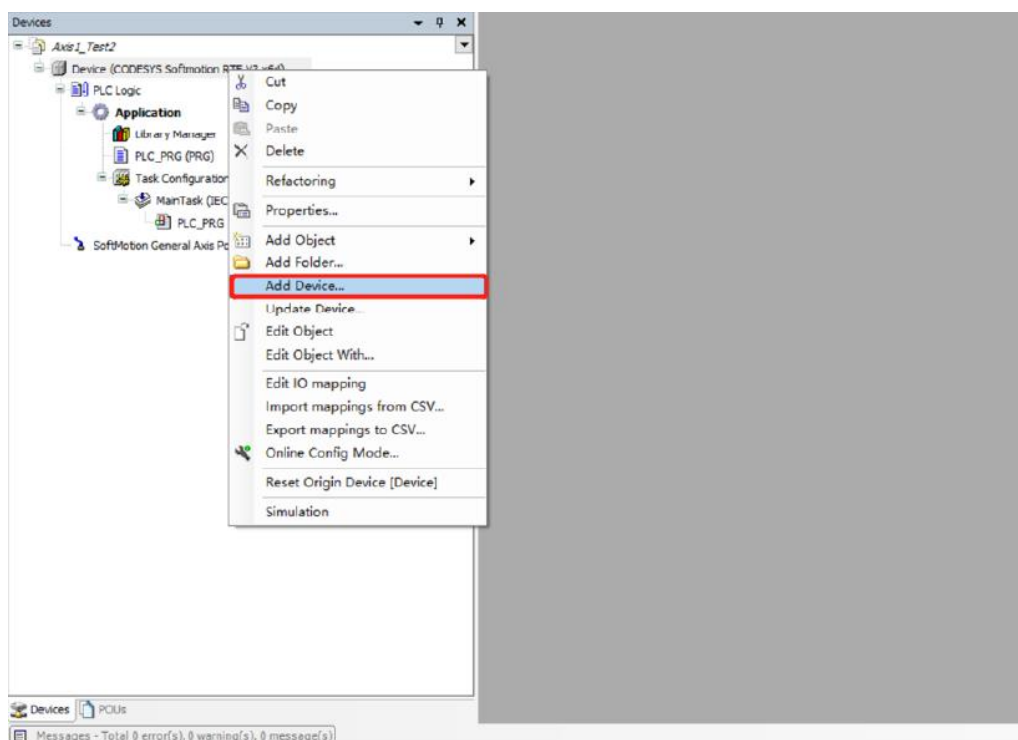 Devices
Axis1_Test2
Device (CODESYS Softmotion RTE V3 x64)
PLC Logic
Application
Library Manager
PLC_PRG (PRG)
Task Configuration
MainTask (IEC
PLC_PRG
SoftMotion General Axis Po
Cut
Copy
Paste
Delete
Refactoring
Properties...
Add Object
Add Folder...
Add Device...
Update Device...
Edit Object
Edit Object With...
Edit IO mapping
Import mappings from CSV...
Export mappings to CSV...
Online Config Mode...
Reset Origin Device [Device]
Simulation
Devices
POUs
Messages - Total 0 error(s), 0 warning(s), 0 message(s)